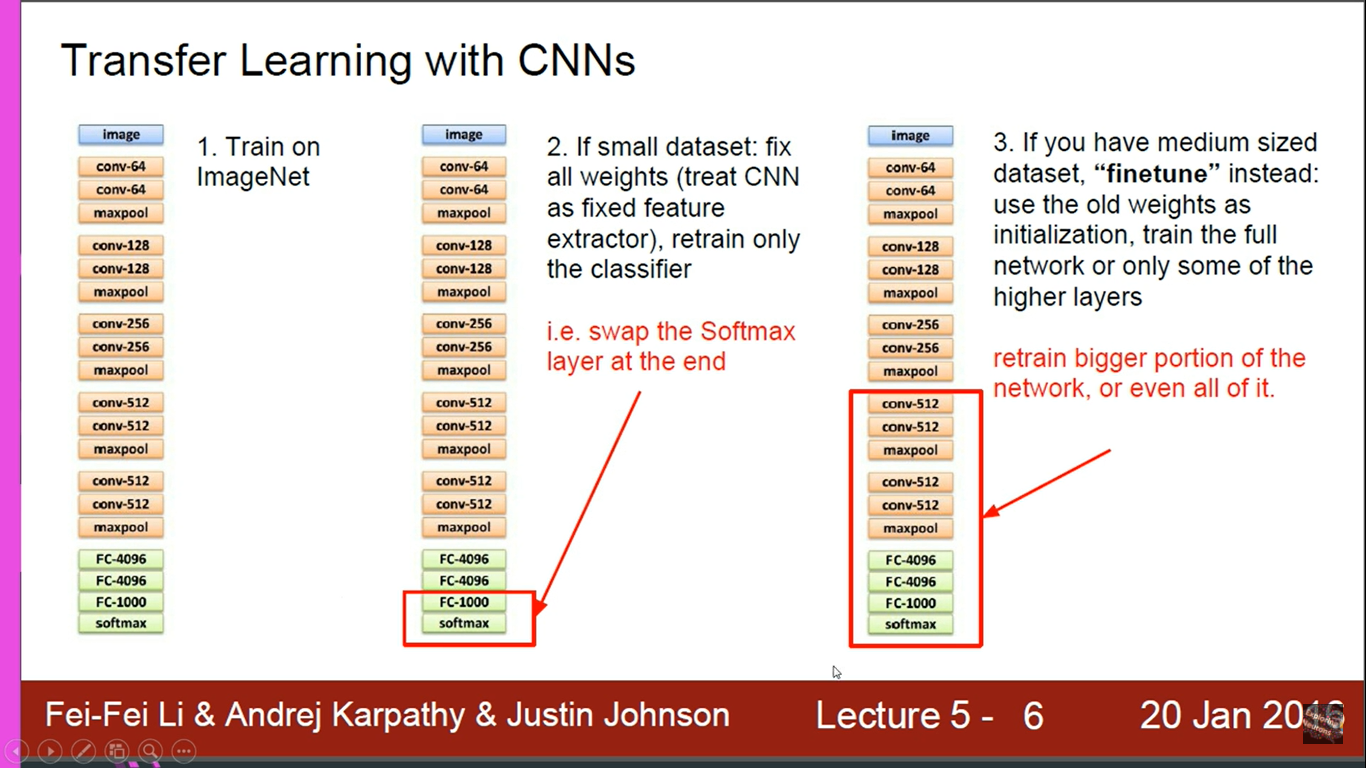 Transfer Learning with CNNs
image
conv-64
conv-64
maxpool
conv-128
conv-128
maxpool
conv-256
conv-256
maxpool
conv-512
conv-512
maxpool
conv-512
conv-512
maxpool
FC-4096
FC-4096
FC-1000
softmax
1. Train on
ImageNet
image
conv-64
conv-64
maxpool
conv-128
conv-128
maxpool
conv-256
conv-256
maxpool
conv-512
conv-512
maxpool
conv-512
conv-512
maxpool
FC-4096
FC-4096
FC-1000
softmax
2. If small dataset: fix
all weights (treat CNN
as fixed feature
extractor), retrain only
the classifier
i.e. swap the Softmax
layer at the end
image
conv-64
conv-64
maxpool
conv-128
conv-128
maxpool
conv-256
conv-256
maxpool
conv-512
conv-512
maxpool
conv-512
conv-512
maxpool
FC-4096
FC-4096
FC-1000
softmax
3. If you have medium sized
dataset, “finetune” instead:
use the old weights as
initialization, train the full
network or only some of the
higher layers
retrain bigger portion of the
network, or even all of it.
Fei-Fei Li & Andrej Karpathy & Justin Johnson
Lecture 5 - 6
20 Jan
Exploring
Neurons